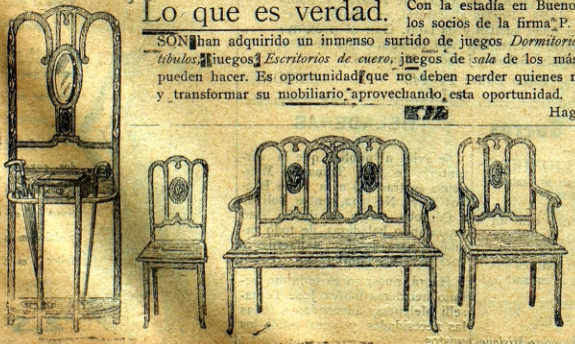 Lo que es verdad.
Con la estadía en Bueno
los socios de la firma P.
SON han adquirido un inmenso surtido de juegos Dormitorio
tíbulos, juegos Escritorios de cuero, juegos de sala de los más
pueden hacer. Es oportunidad que no deben perder quienes
y transformar su mobiliario aprovechando esta oportunidad.
Hag